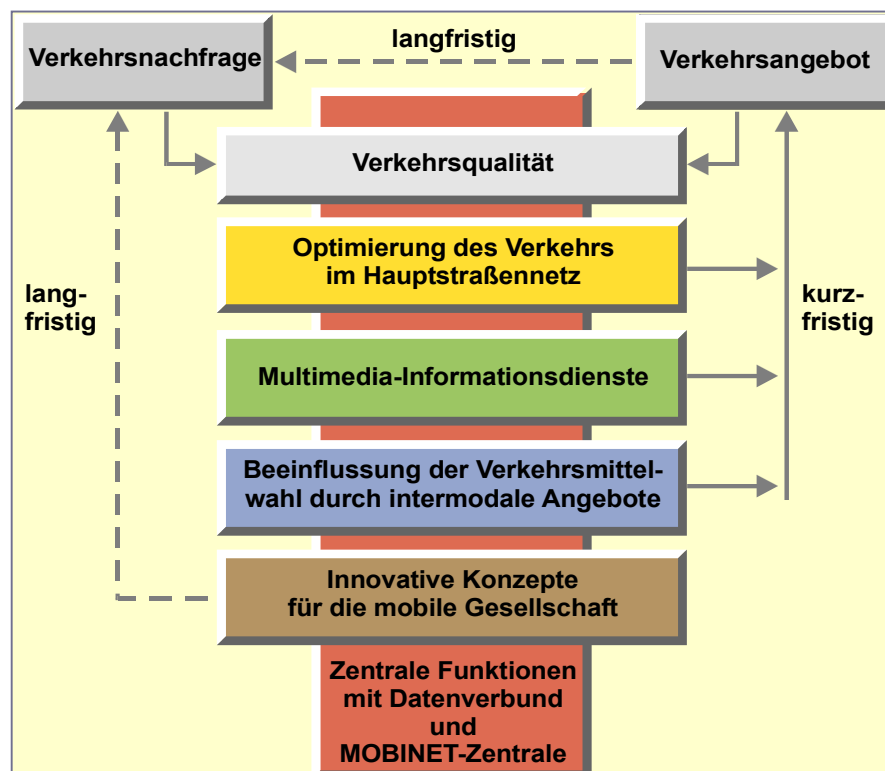 Verkehrsnachfrage
langfristig
Verkehrsangebot
Verkehrsqualität
Optimierung des Verkehrs
im Hauptstraßennetz
lang-
fristig
kurz-
fristig
Multimedia-Informationsdienste
Beeinflussung der Verkehrsmittel-
wahl durch intermodale Angebote
Innovative Konzepte
für die mobile Gesellschaft
Zentrale Funktionen
mit Datenverbund
und
MOBINET-Zentrale